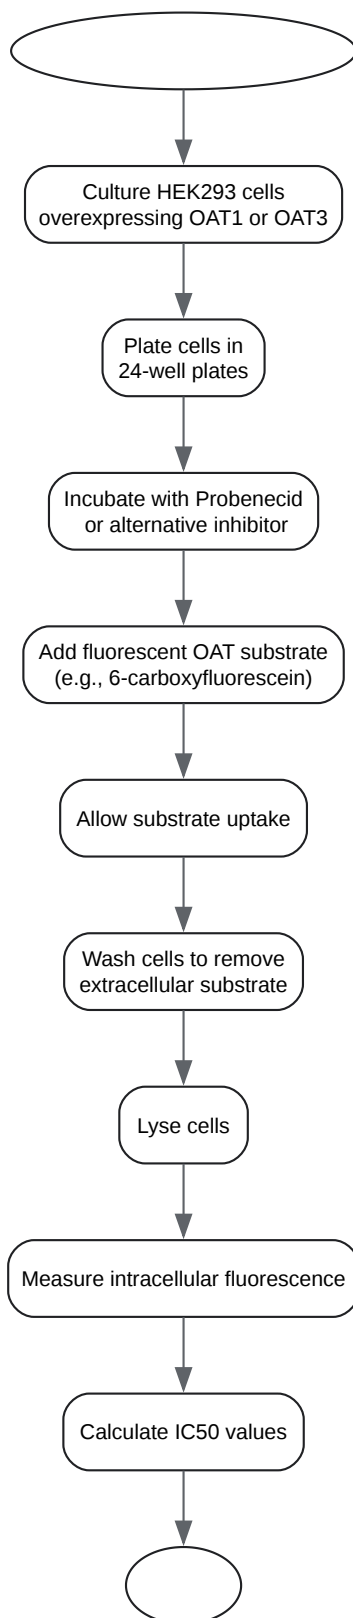 Culture HEK293 cells
overexpressing OAT1 or OAT3
Plate cells in
24-well plates
Incubate with Probenecid
or alternative inhibitor
Add fluorescent OAT substrate
(e.g., 6-carboxyfluorescein)
Allow substrate uptake
Wash cells to remove
extracellular substrate
Lyse cells
Measure intracellular fluorescence
Calculate IC50 values